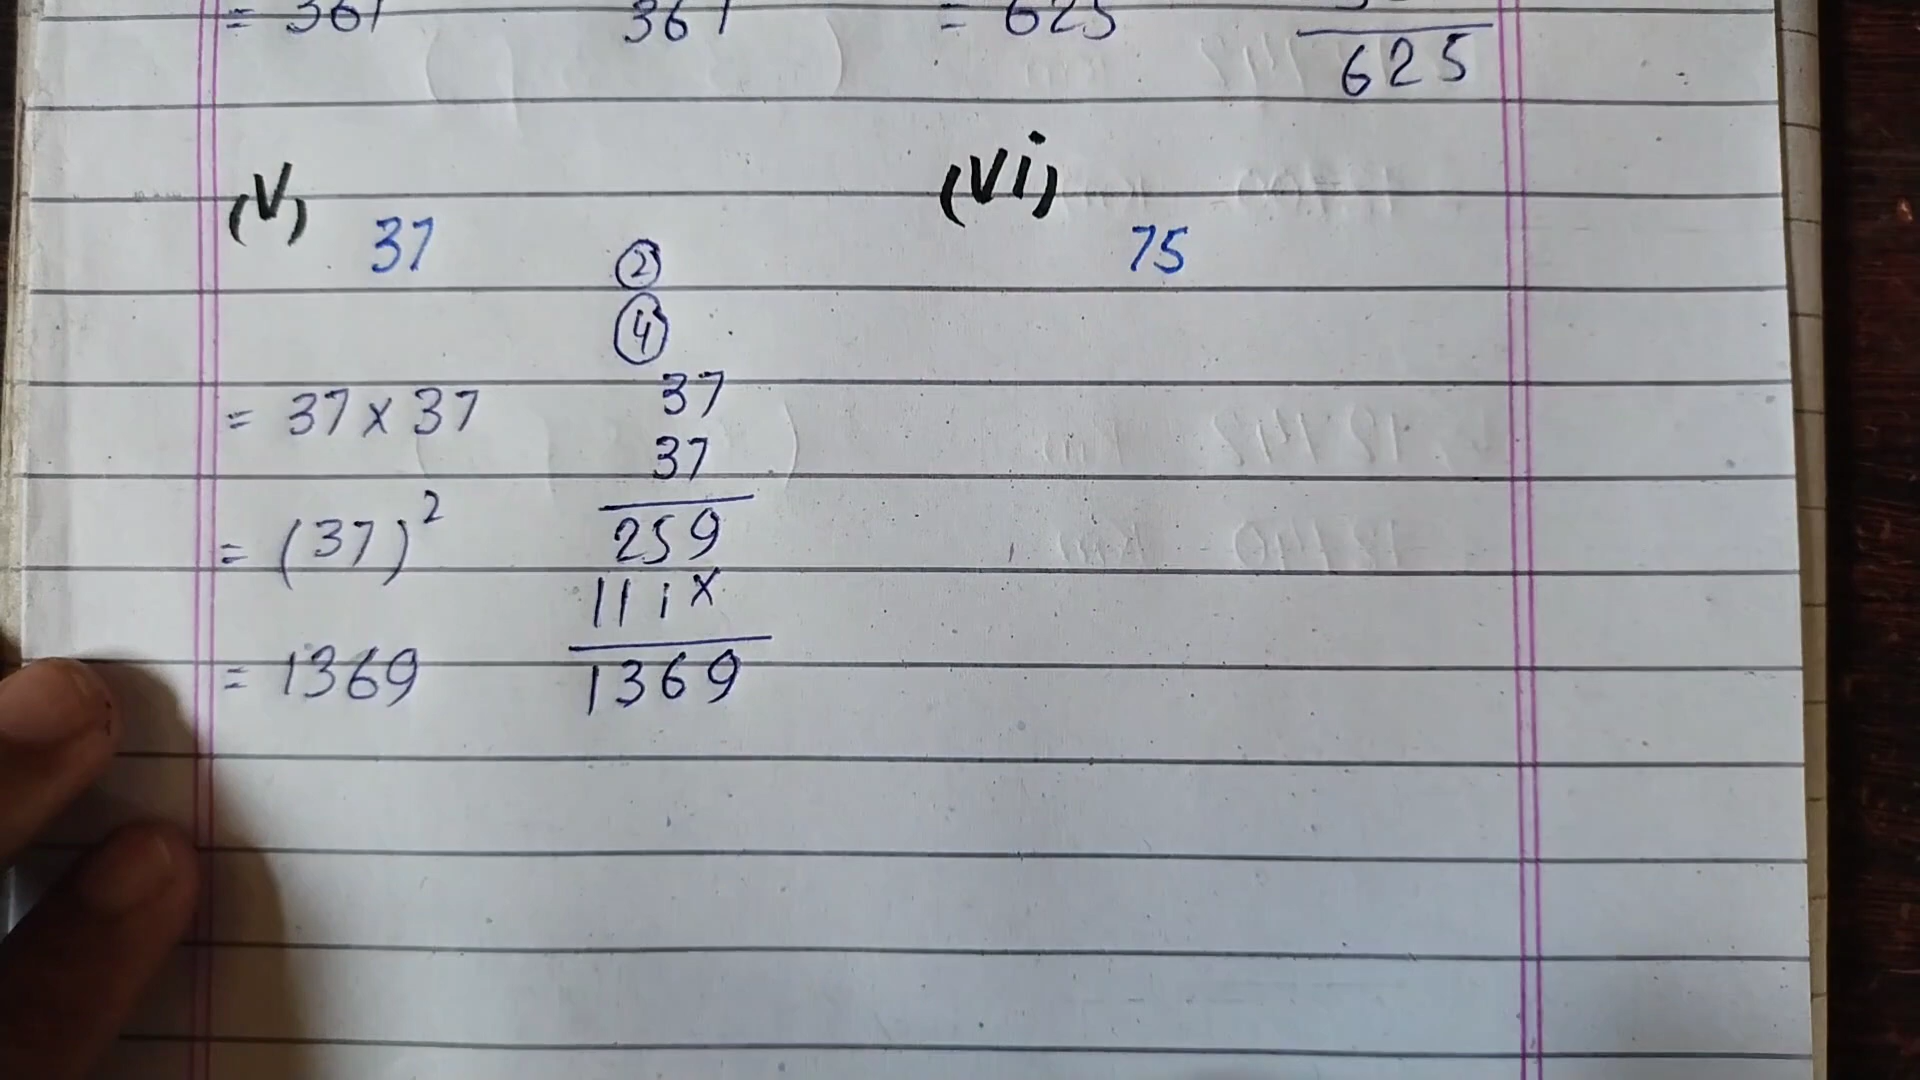 = 361 361 = 625
625
(V) (Vi)
37 75
2
4
= 37 x 37 37
37
= (37)2 259
111x
= 1369 1369